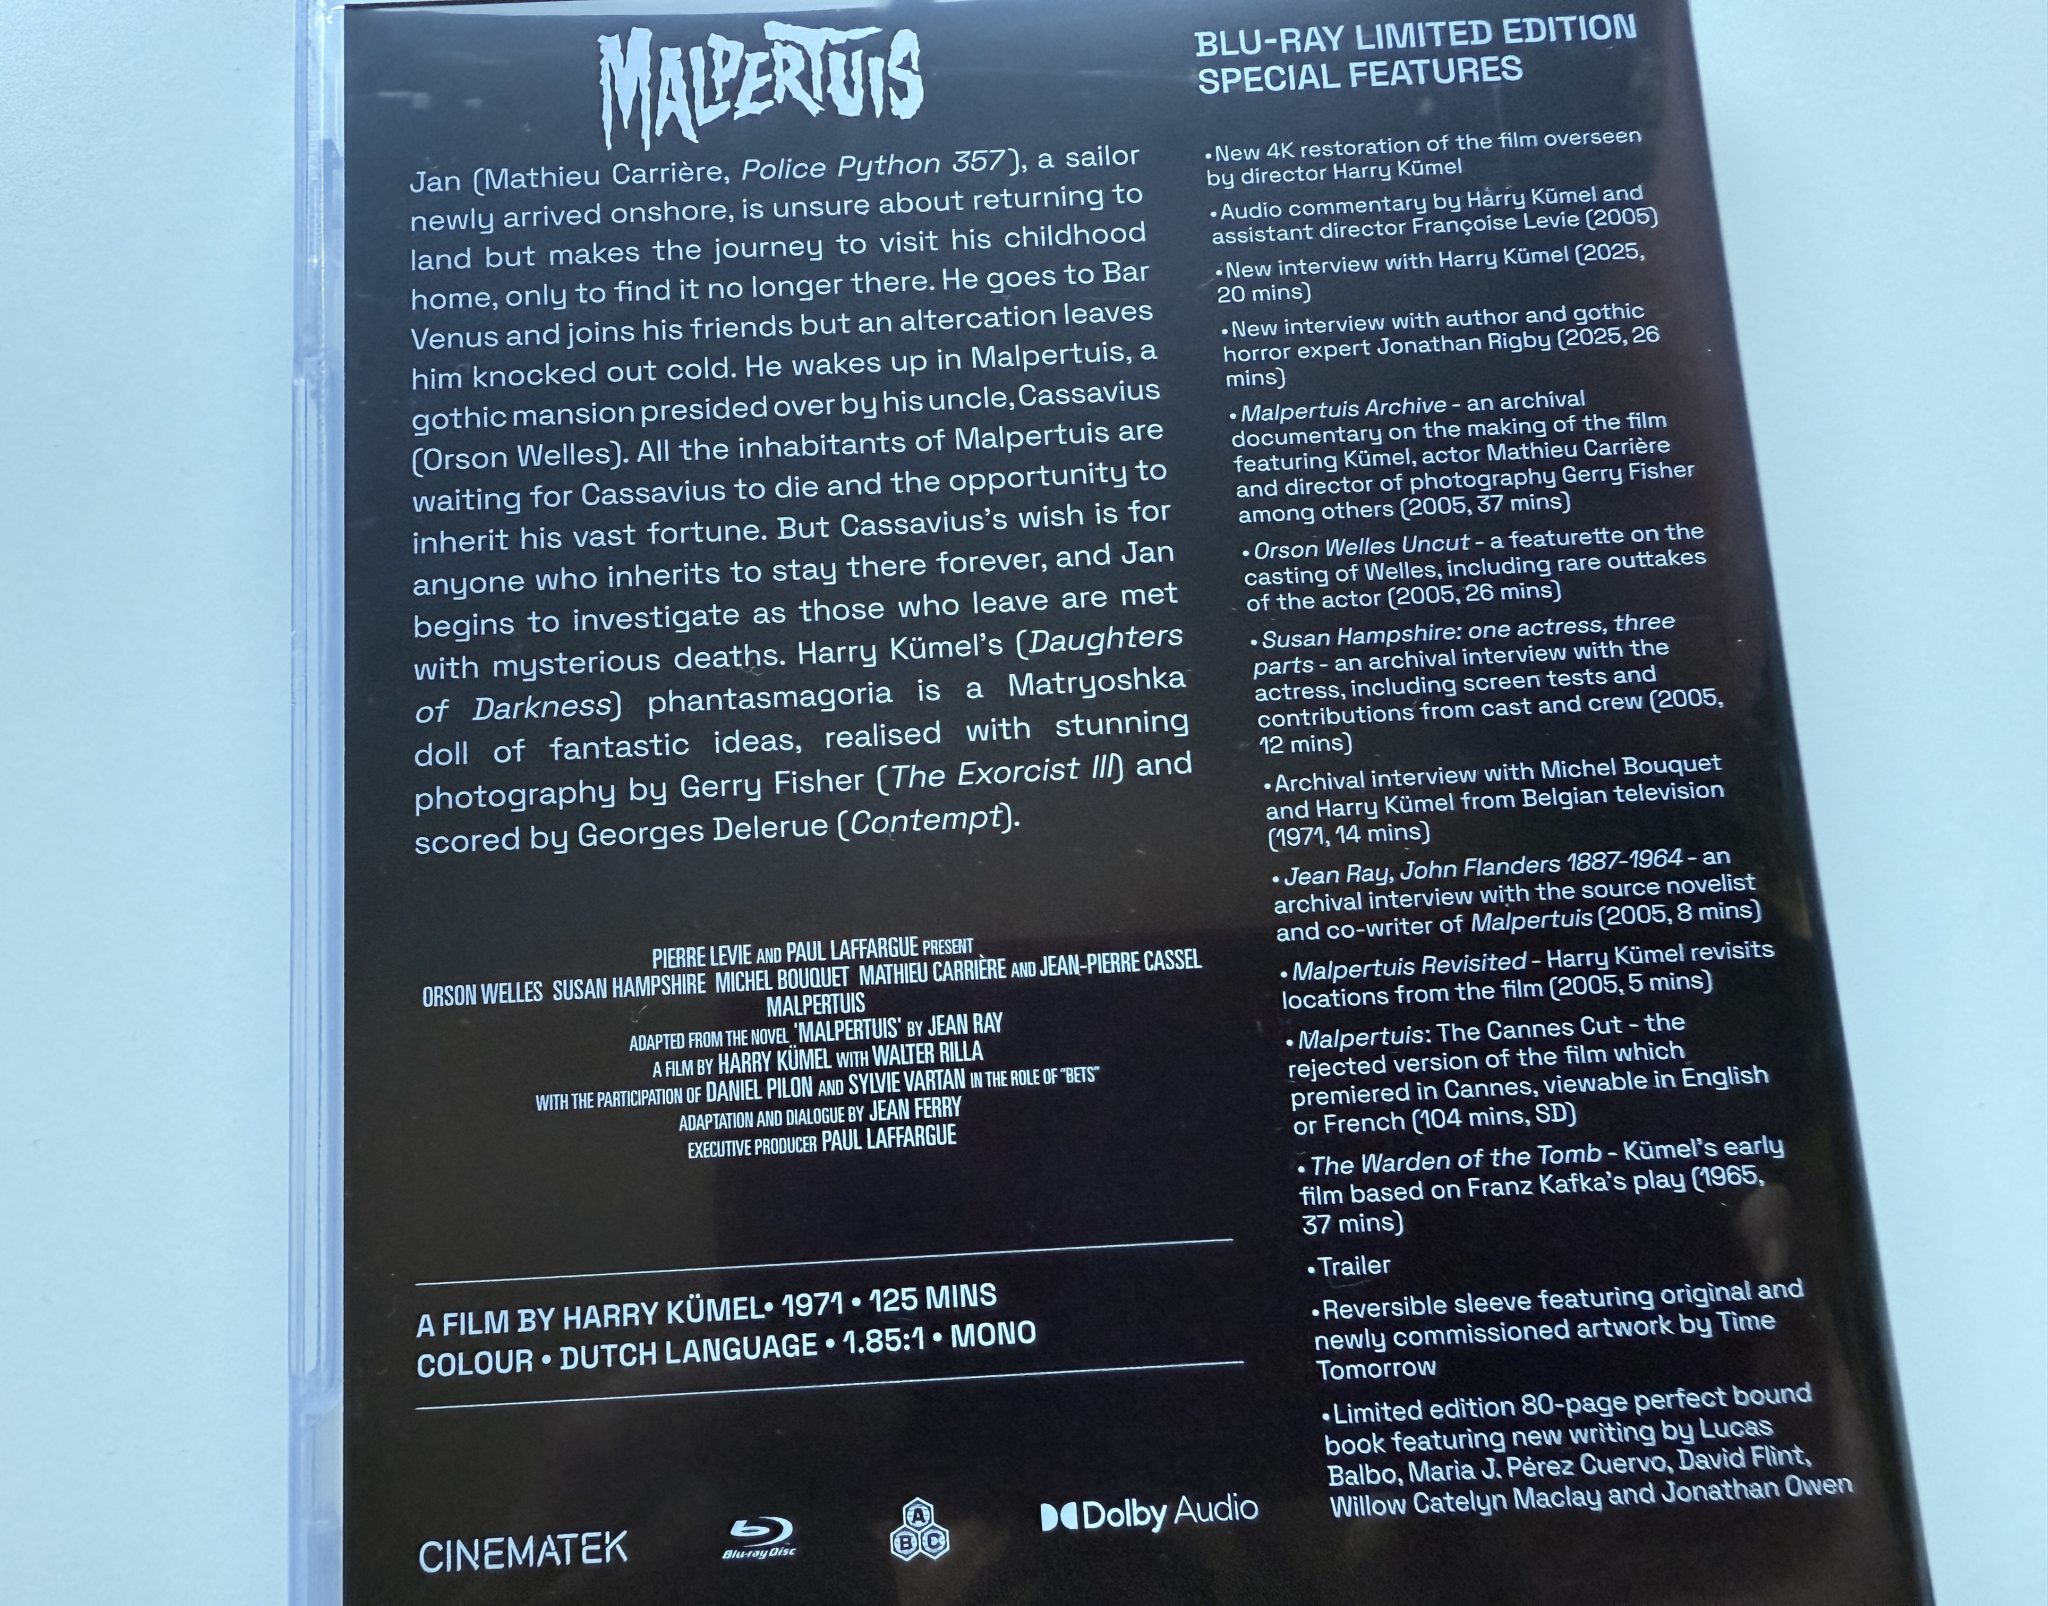 MALPERTUIS
Jan (Mathieu Carrière, Police Python 357), a sailor
newly arrived onshore, is unsure about returning to
land but makes the journey to visit his childhood
home, only to find it no longer there. He goes to Bar
Venus and joins his friends but an altercation leaves
him knocked out cold. He wakes up in Malpertuis, a
gothic mansion presided over by his uncle, Cassavius
(Orson Welles). All the inhabitants of Malpertuis are
waiting for Cassavius to die and the opportunity to
inherit his vast fortune. But Cassavius's wish is for
anyone who inherits to stay there forever, and Jan
begins to investigate as those who leave are met
with mysterious deaths. Harry Kümel's (Daughters
of Darkness) phantasmagoria is a Matryoshka
doll of fantastic ideas, realised with stunning
photography by Gerry Fisher (The Exorcist III) and
scored by Georges Delerue (Contempt).
PIERRE LEVIE AND PAUL LAFFARGUE PRESENT
ORSON WELLES SUSAN HAMPSHIRE MICHEL BOUQUET MATHIEU CARRIÈRE AND JEAN-PIERRE CASSEL
MALPERTUIS
ADAPTED FROM THE NOVEL 'MALPERTUIS' BY JEAN RAY
A FILM BY HARRY KÜMEL WITH WALTER RILLA
WITH THE PARTICIPATION OF DANIEL PILON AND SYLVIE VARTAN IN THE ROLE OF "BETS"
ADAPTATION AND DIALOGUE BY JEAN FERRY
EXECUTIVE PRODUCER PAUL LAFFARGUE
A FILM BY HARRY KÜMEL• 1971 • 125 MINS
COLOUR • DUTCH LANGUAGE • 1.85:1 • MONO
CINEMATEK
Blu-ray Disc
A
B C
Dolby Audio
BLU-RAY LIMITED EDITION
SPECIAL FEATURES
•New 4K restoration of the film overseen
by director Harry Kümel
•Audio commentary by Harry Kümel and
assistant director Françoise Levie (2005)
•New interview with Harry Kümel (2025,
20 mins)
•New interview with author and gothic
horror expert Jonathan Rigby (2025, 26
mins)
•Malpertuis Archive - an archival
documentary on the making of the film
featuring Kümel, actor Mathieu Carrière
and director of photography Gerry Fisher
among others (2005, 37 mins)
•Orson Welles Uncut - a featurette on the
casting of Welles, including rare outtakes
of the actor (2005, 26 mins)
•Susan Hampshire: one actress, three
parts - an archival interview with the
actress, including screen tests and
contributions from cast and crew (2005,
12 mins)
•Archival interview with Michel Bouquet
and Harry Kümel from Belgian television
(1971, 14 mins)
•Jean Ray, John Flanders 1887-1964 - an
archival interview with the source novelist
and co-writer of Malpertuis (2005, 8 mins)
•Malpertuis Revisited - Harry Kümel revisits
locations from the film (2005, 5 mins)
•Malpertuis: The Cannes Cut - the
rejected version of the film which
premiered in Cannes, viewable in English
or French (104 mins, SD)
•The Warden of the Tomb - Kümel's early
film based on Franz Kafka's play (1965,
37 mins)
•Trailer
•Reversible sleeve featuring original and
newly commissioned artwork by Time
Tomorrow
•Limited edition 80-page perfect bound
book featuring new writing by Lucas
Balbo, Maria J. Pérez Cuervo, David Flint,
Willow Catelyn Maclay and Jonathan Owen